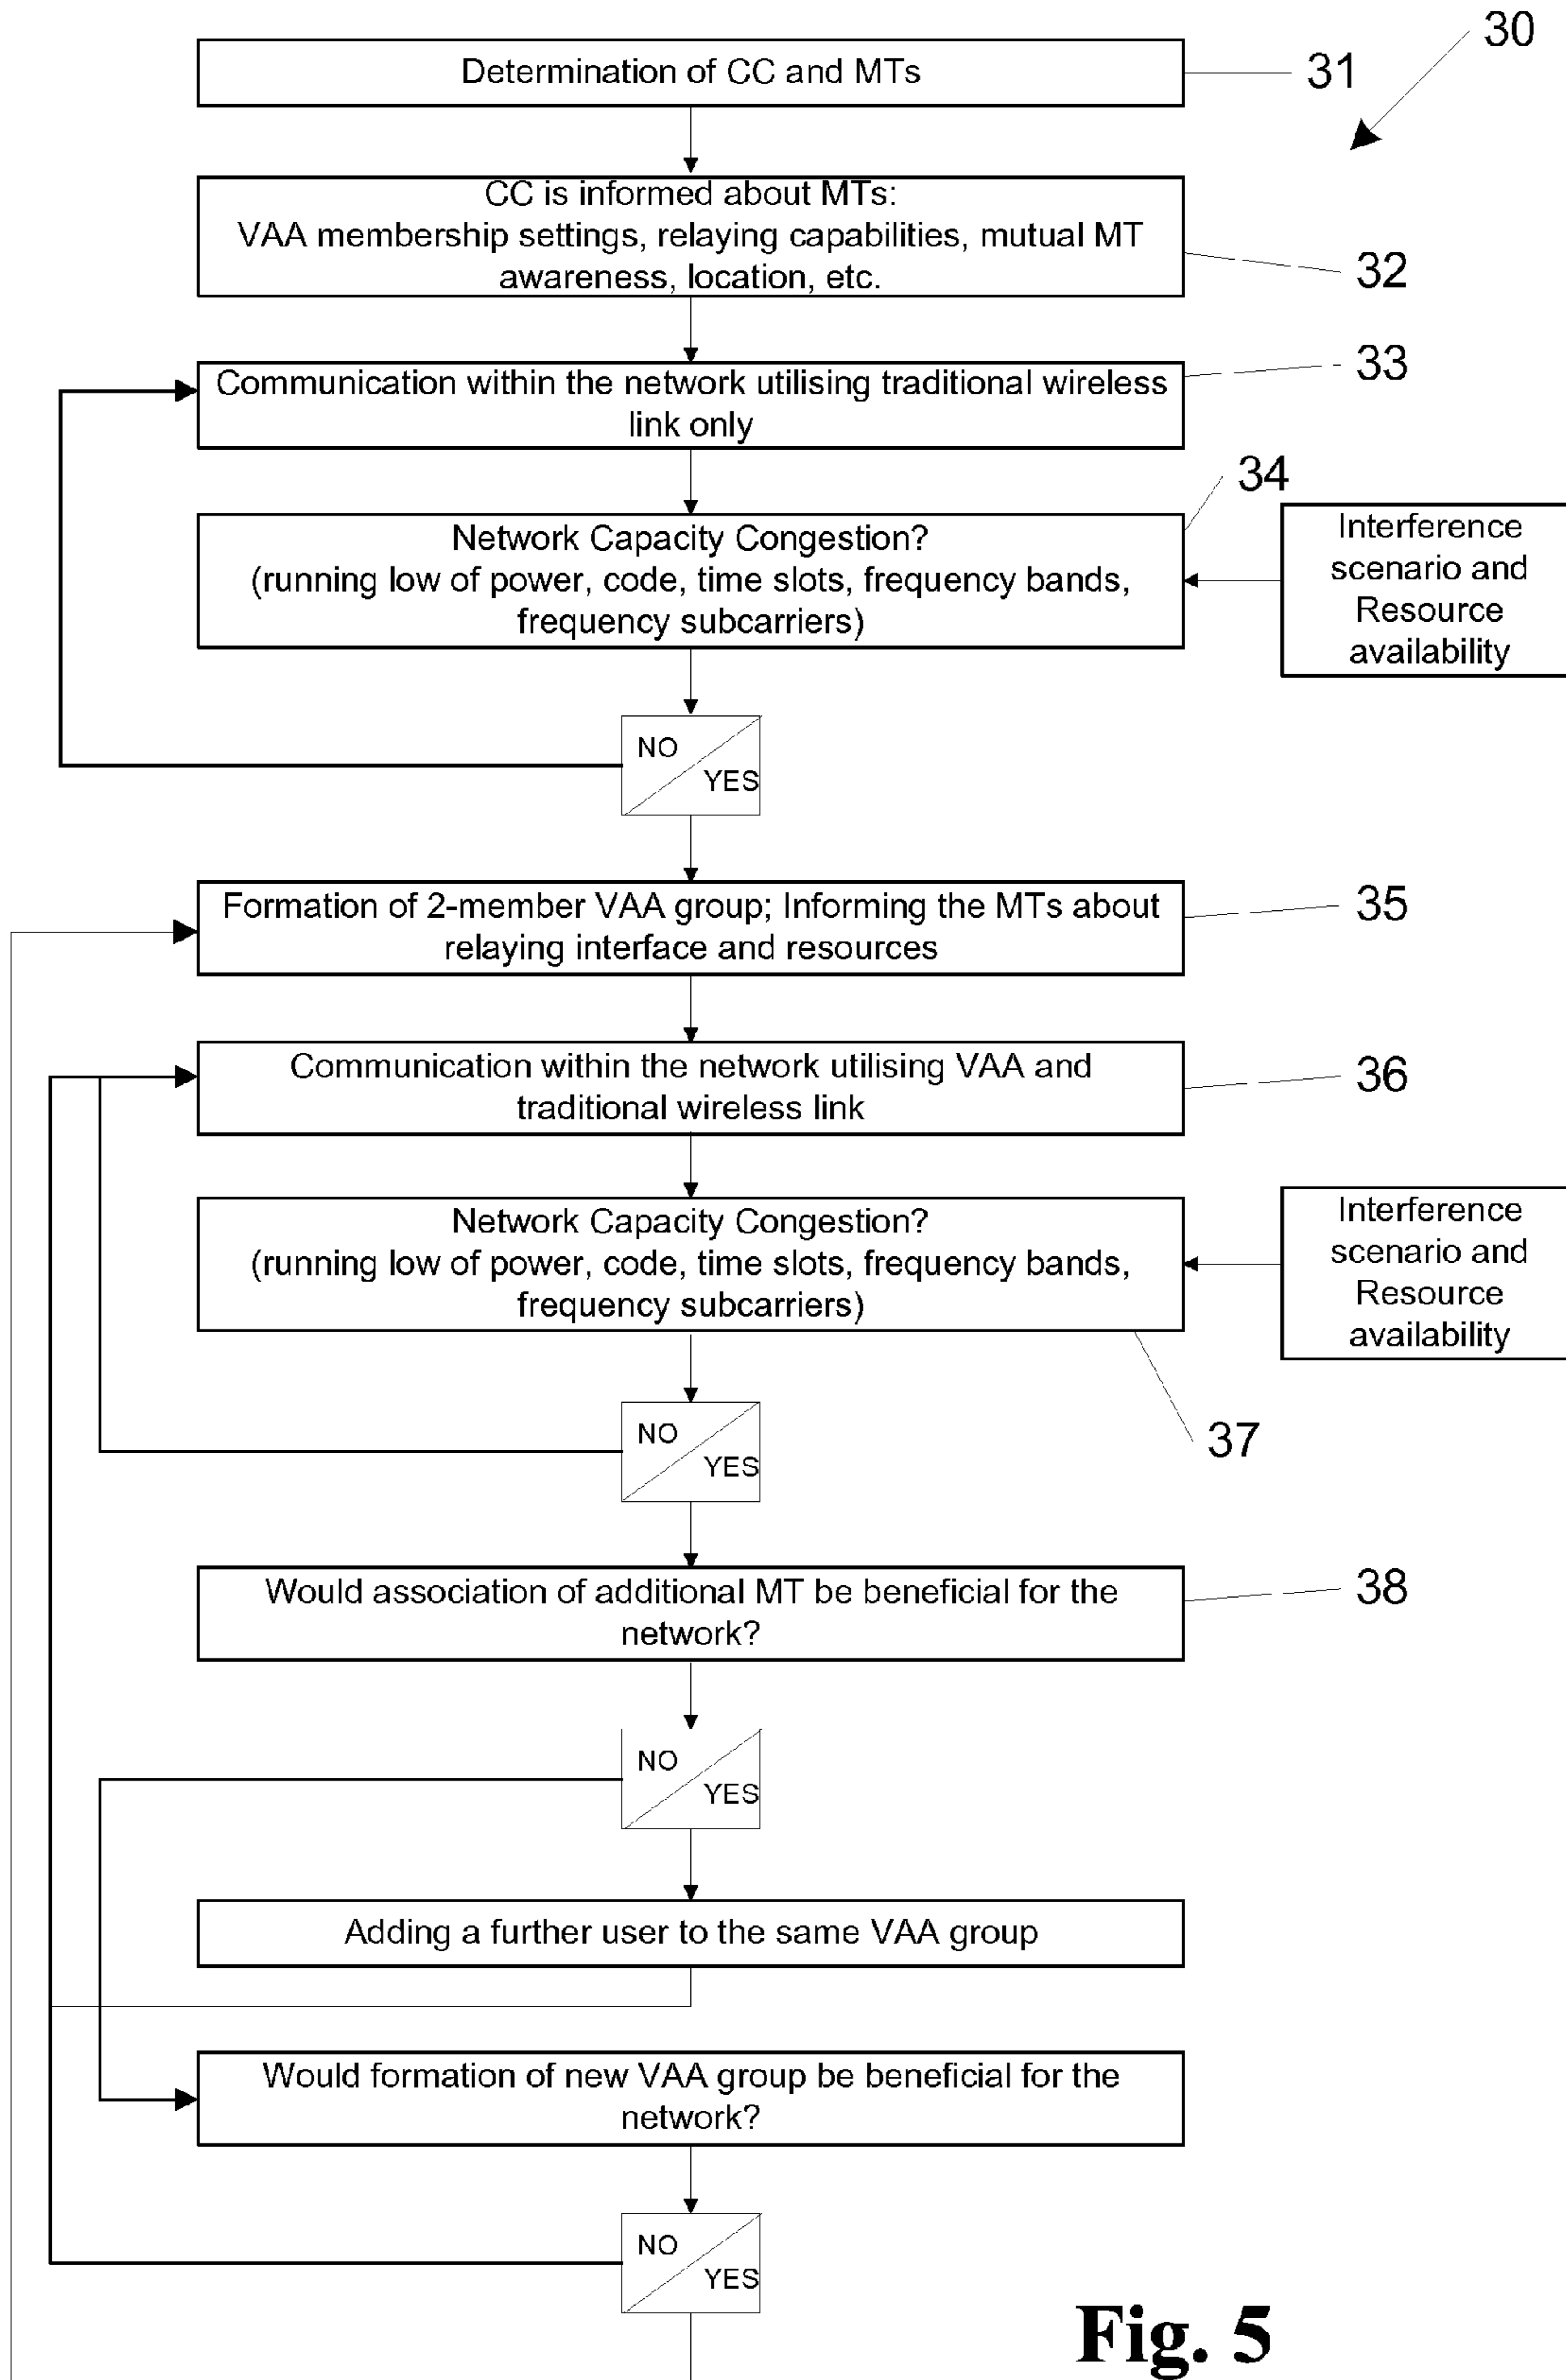 30
Determination of CC and MTs
31
CC is informed about MTs:
VAA membership settings, relaying capabilities, mutual MT
awareness, location, etc.
32
Communication within the network utilising traditional wireless
link only
33
34
Network Capacity Congestion?
(running low of power, code, time slots, frequency bands,
frequency subcarriers)
Interference
scenario and
Resource
availability
NO
YES
Formation of 2-member VAA group; Informing the MTs about
relaying interface and resources
35
Communication within the network utilising VAA and
traditional wireless link
36
Network Capacity Congestion?
(running low of power, code, time slots, frequency bands,
frequency subcarriers)
Interference
scenario and
Resource
availability
37
NO
YES
Would association of additional MT be beneficial for the
network?
38
NO
YES
Adding a further user to the same VAA group
Would formation of new VAA group be beneficial for the
network?
NO
YES
Fig. 5